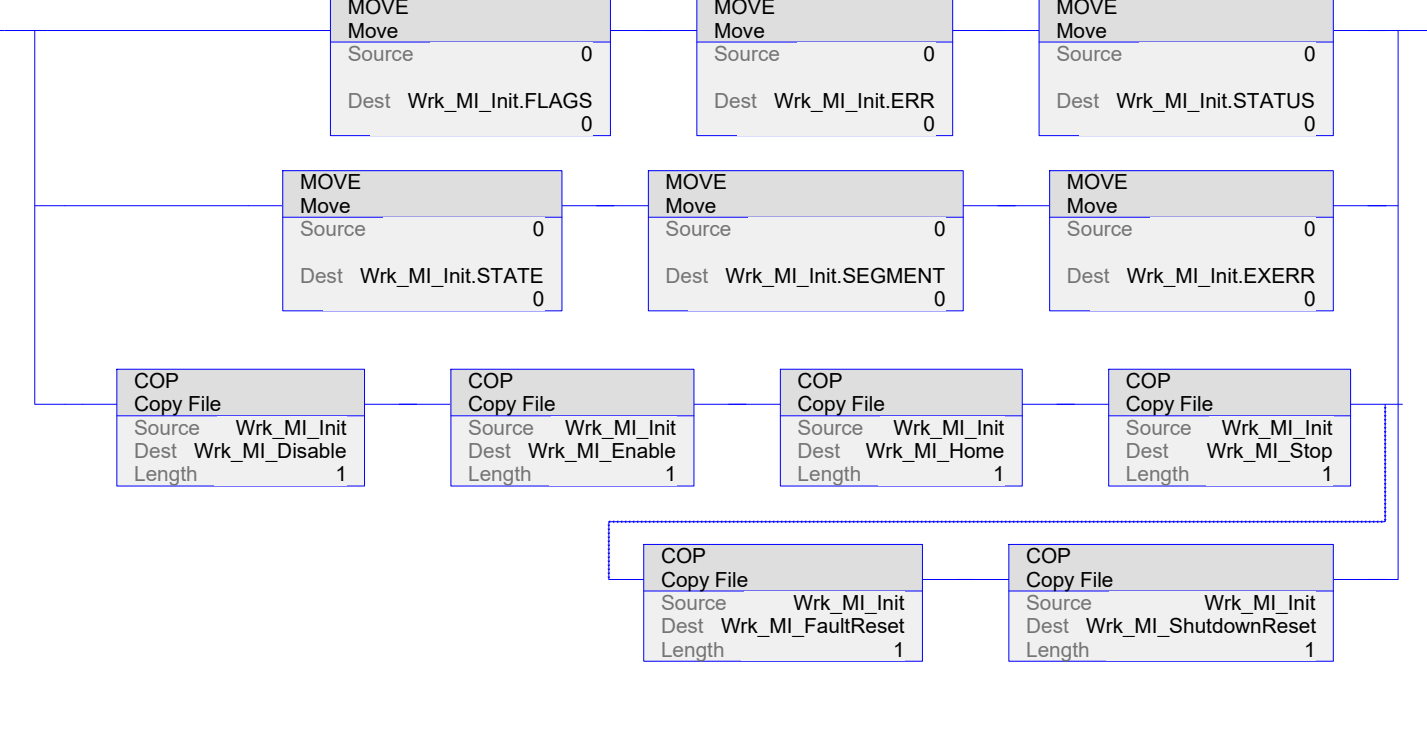 MOVE
Move
Source 0
Dest Wrk_MI_Init.FLAGS
0
MOVE
Move
Source 0
Dest Wrk_MI_Init.ERR
0
MOVE
Move
Source 0
Dest Wrk_MI_Init.STATUS
0
MOVE
Move
Source 0
Dest Wrk_MI_Init.STATE
0
MOVE
Move
Source 0
Dest Wrk_MI_Init.SEGMENT
0
MOVE
Move
Source 0
Dest Wrk_MI_Init.EXERR
0
COP
Copy File
Source Wrk_MI_Init
Dest Wrk_MI_Disable
Length 1
COP
Copy File
Source Wrk_MI_Init
Dest Wrk_MI_Enable
Length 1
COP
Copy File
Source Wrk_MI_Init
Dest Wrk_MI_Home
Length 1
COP
Copy File
Source Wrk_MI_Init
Dest Wrk_MI_Stop
Length 1
COP
Copy File
Source Wrk_MI_Init
Dest Wrk_MI_FaultReset
Length 1
COP
Copy File
Source Wrk_MI_Init
Dest Wrk_MI_ShutdownReset
Length 1